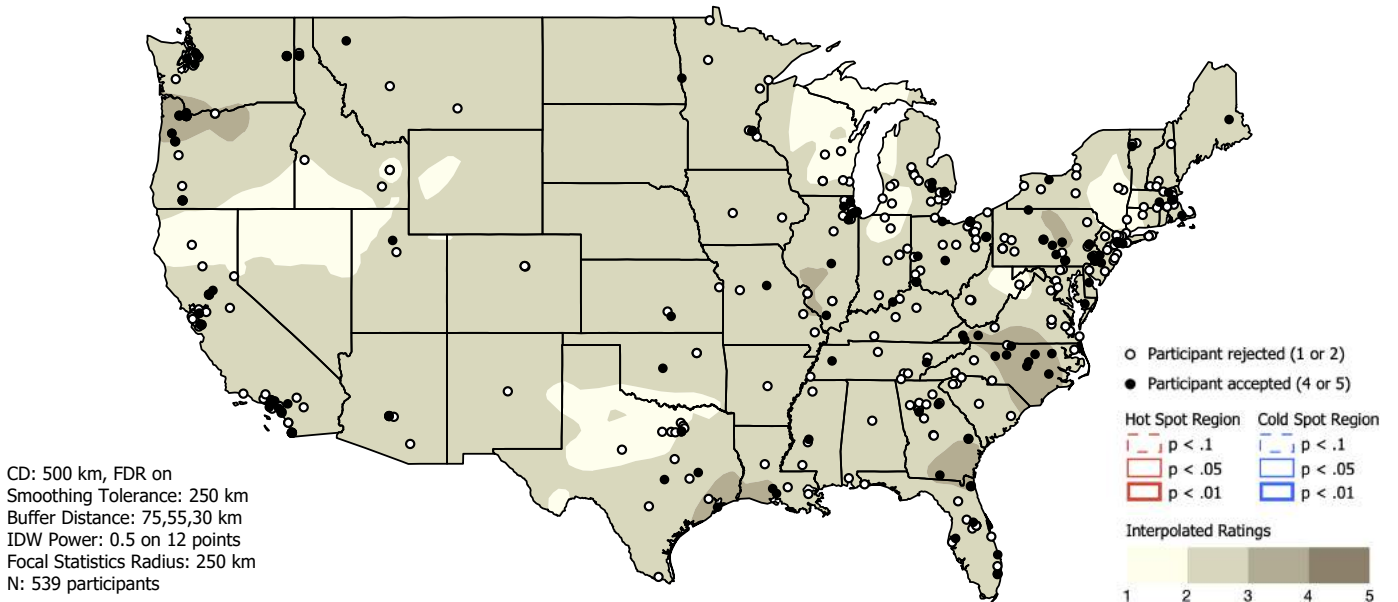 CD: 500 km, FDR on
Smoothing Tolerance: 250 km
Buffer Distance: 75,55,30 km
IDW Power: 0.5 on 12 points
Focal Statistics Radius: 250 km
N: 539 participants
Participant rejected (1 or 2)
Participant accepted (4 or 5)
Hot Spot Region Cold Spot Region
p < .1 p < .1
p < .05 p < .05
p < .01 p < .01
Interpolated Ratings
1 2 3 4 5